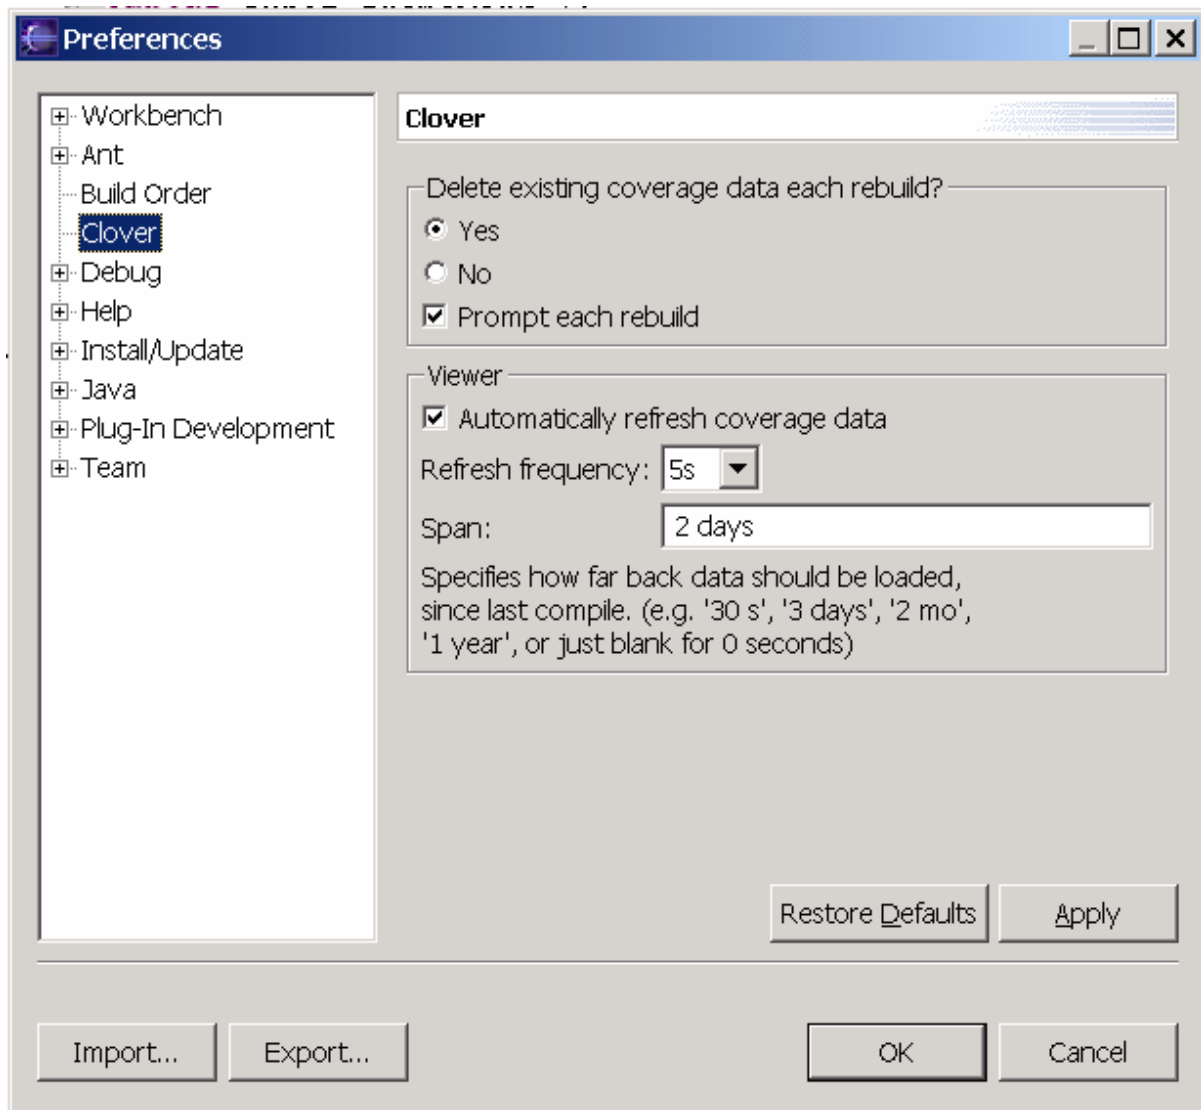 Preferences
Workbench
Ant
Build Order
Clover
Debug
Help
Install/Update
Java
Plug-In Development
Team
Clover
Delete existing coverage data each rebuild?
Yes
No
Prompt each rebuild
Viewer
Automatically refresh coverage data
Refresh frequency: 5s
Span: 2 days
Specifies how far back data should be loaded,
since last compile. (e.g. '30 s', '3 days', '2 mo',
'1 year', or just blank for 0 seconds)
Restore Defaults Apply
Import... Export... OK Cancel